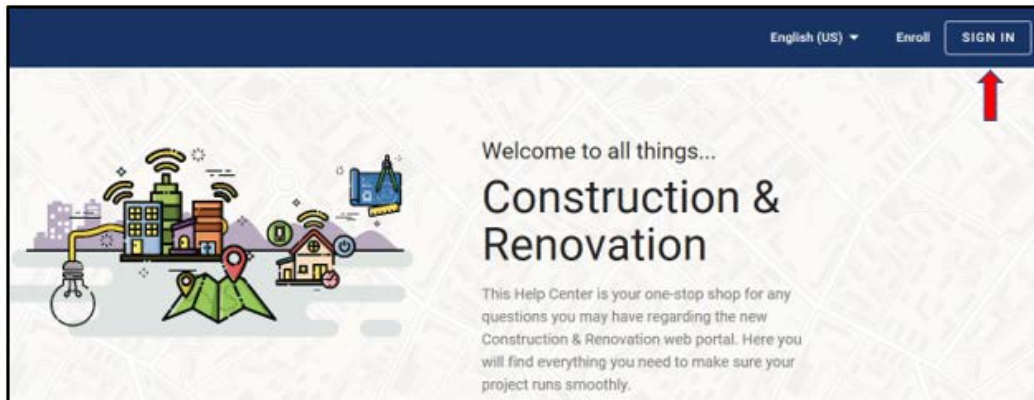 English (US) Enroll SIGN IN
Welcome to all things...
Construction &
Renovation
This Help Center is your one-stop shop for any
questions you may have regarding the new
Construction & Renovation web portal. Here you
will find everything you need to make sure your
project runs smoothly.